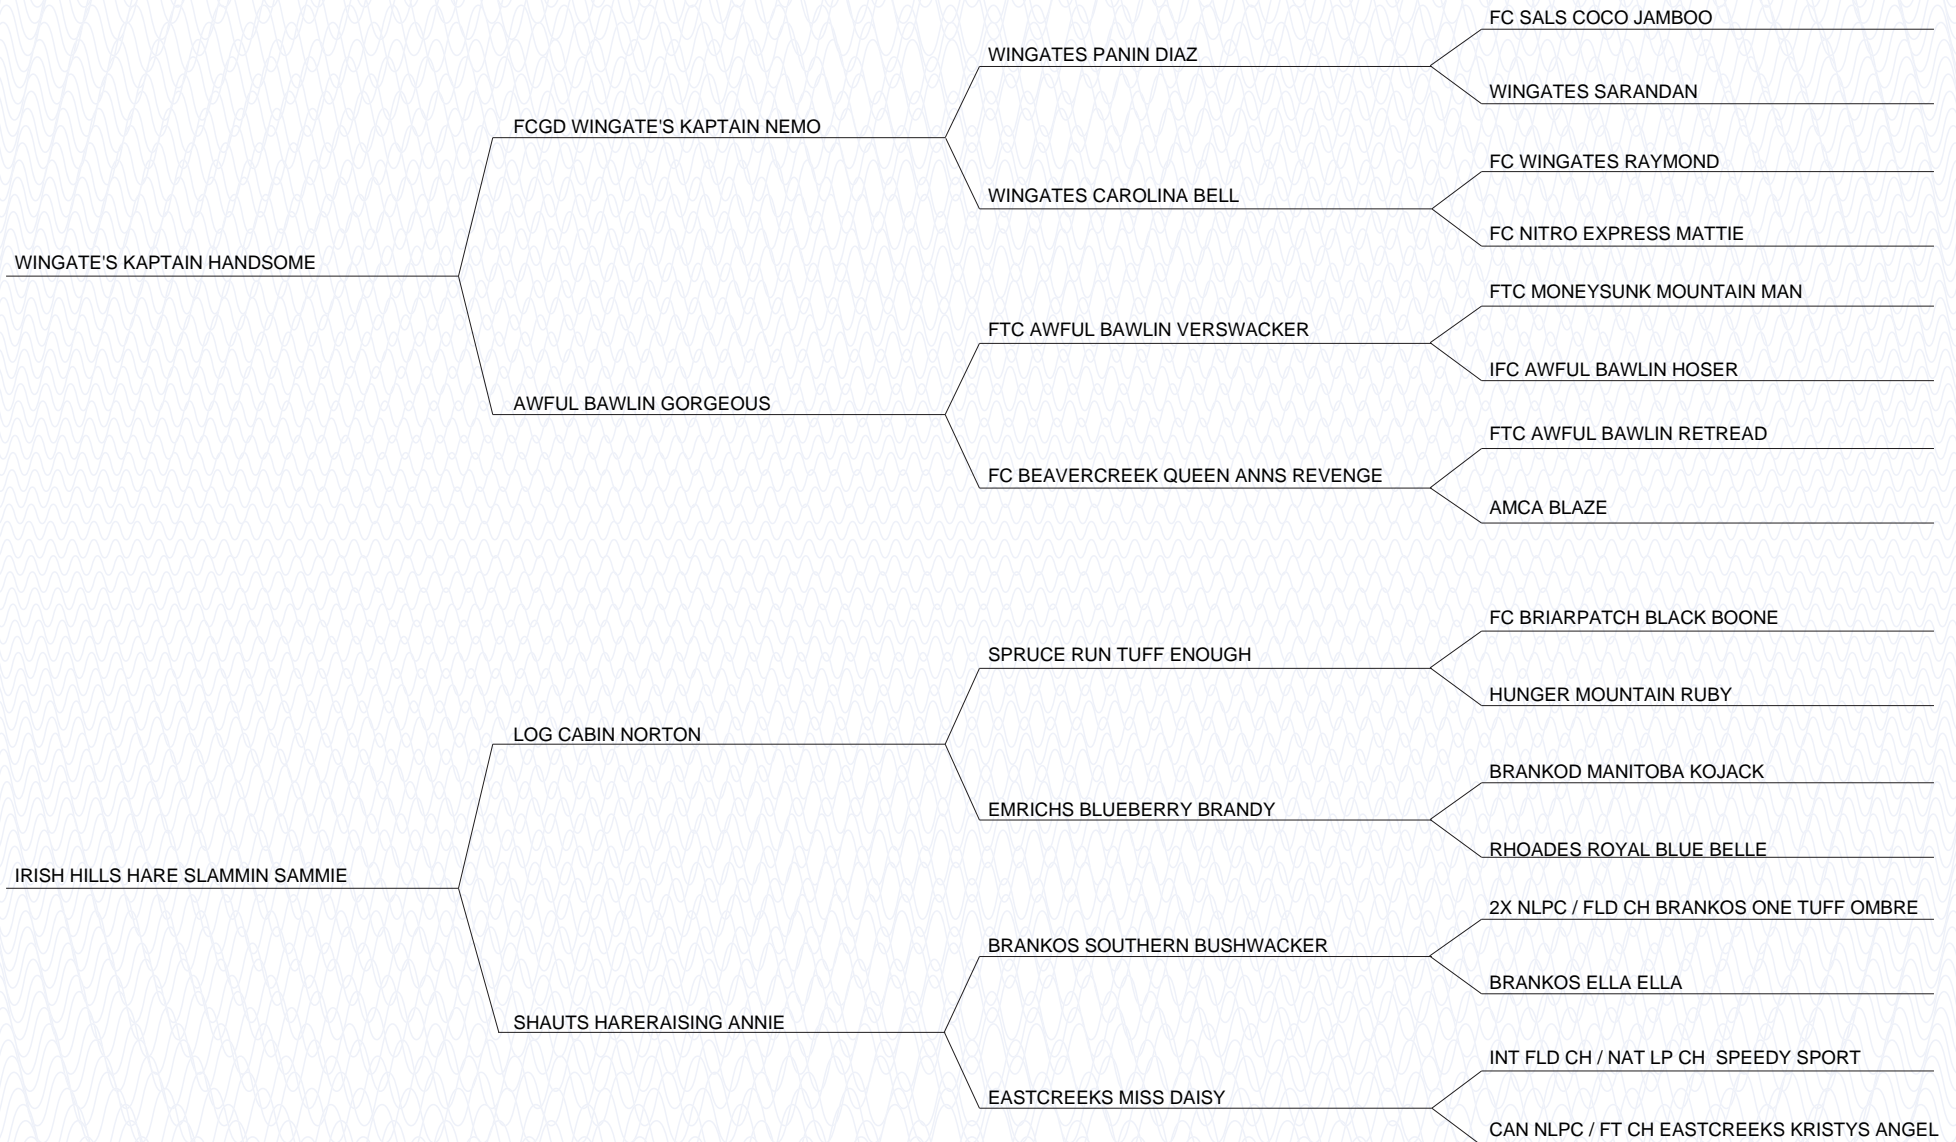 FC SALS COCO JAMBOO
WINGATES PANIN DIAZ
WINGATES SARANDAN
FCGD WINGATE'S KAPTAIN NEMO
FC WINGATES RAYMOND
WINGATES CAROLINA BELL
FC NITRO EXPRESS MATTIE
WINGATE'S KAPTAIN HANDSOME
FTC MONEYSUNK MOUNTAIN MAN
FTC AWFUL BAWLIN VERSWACKER
IFC AWFUL BAWLIN HOSER
AWFUL BAWLIN GORGEOUS
FTC AWFUL BAWLIN RETREAD
FC BEAVERCREEK QUEEN ANNS REVENGE
AMCA BLAZE
FC BRIARPATCH BLACK BOONE
SPRUCE RUN TUFF ENOUGH
HUNGER MOUNTAIN RUBY
LOG CABIN NORTON
BRANKOD MANITOBA KOJACK
EMRICHS BLUEBERRY BRANDY
RHOADES ROYAL BLUE BELLE
IRISH HILLS HARE SLAMMIN SAMMIE
2X NLPC / FLD CH BRANKOS ONE TUFF OMBRE
BRANKOS SOUTHERN BUSHWACKER
BRANKOS ELLA ELLA
SHAUTS HARERAISING ANNIE
INT FLD CH / NAT LP CH  SPEEDY SPORT
EASTCREEKS MISS DAISY
CAN NLPC / FT CH EASTCREEKS KRISTYS ANGEL